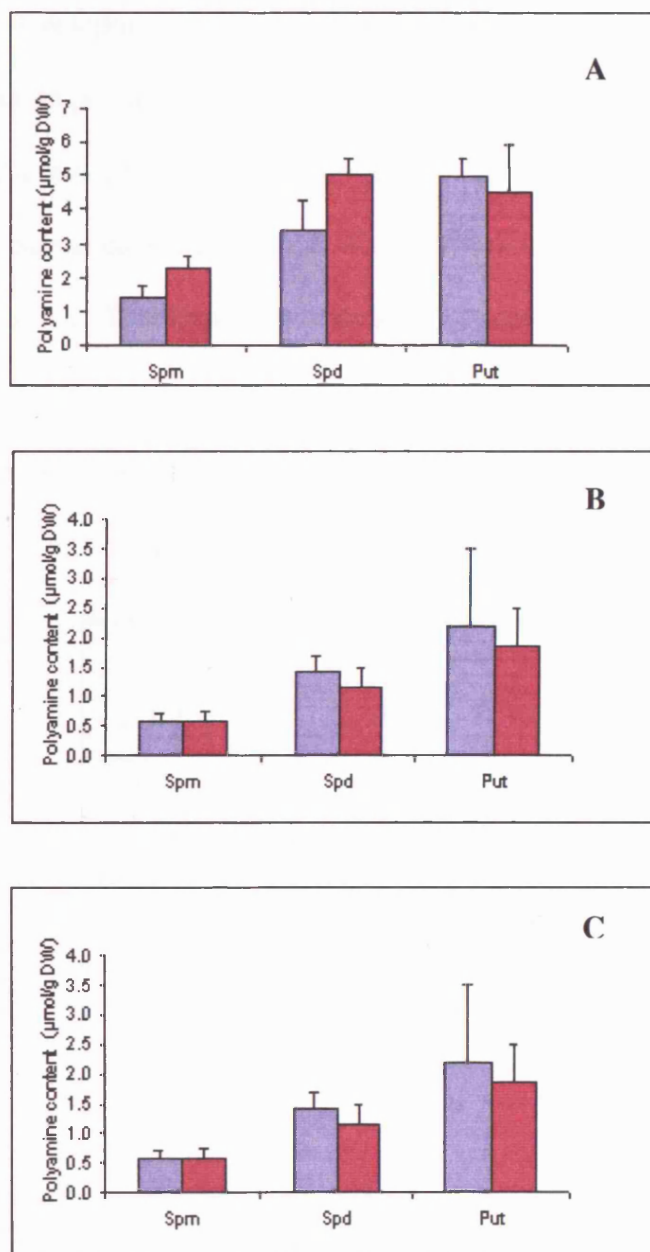 A
Polyamine content (µmol/g DW)
7
6
5
4
3
2
1
0
Spm
Spd
Put
B
Polyamine content (µmol/g DW)
4.0
3.5
3.0
2.5
2.0
1.5
1.0
0.5
0.0
Spm
Spd
Put
C
Polyamine content (µmol/g DW)
4.0
3.5
3.0
2.5
2.0
1.5
1.0
0.5
0.0
Spm
Spd
Put